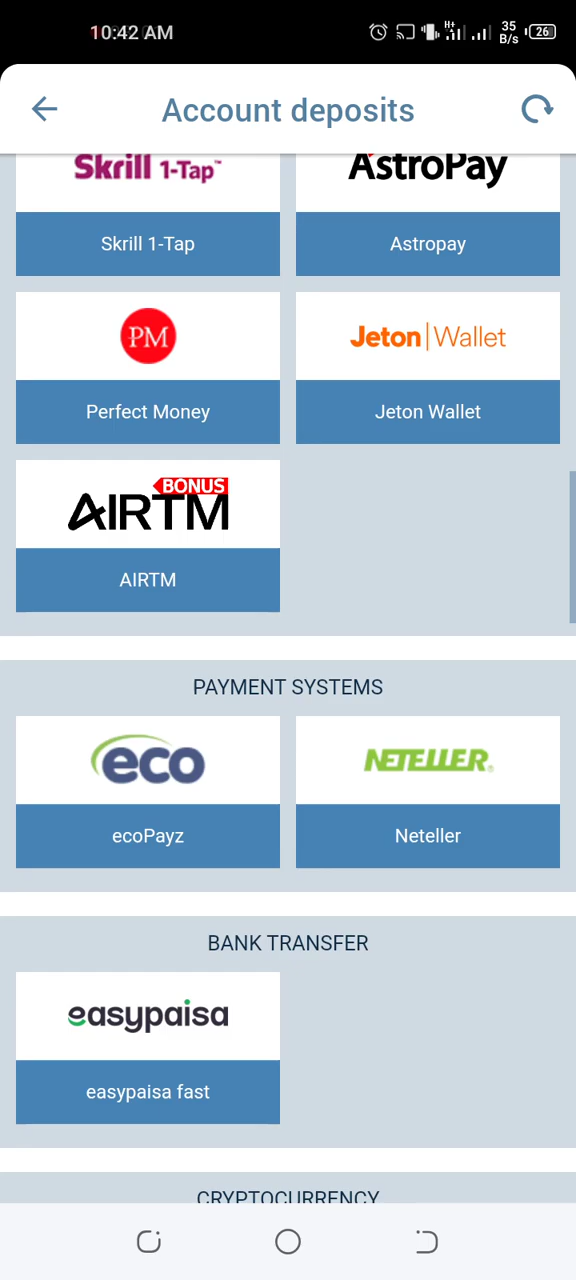 10:42 AM
H+
35
B/s
26
Account deposits
Skrill 1-Tap™
AstroPay
Skrill 1-Tap
Astropay
PM
Jeton Wallet
Perfect Money
Jeton Wallet
BONUS
AIRTM
AIRTM
PAYMENT SYSTEMS
eco
NETELLER®
ecoPayz
Neteller
BANK TRANSFER
easypaisa
easypaisa fast
CRYPTOCURRENCY